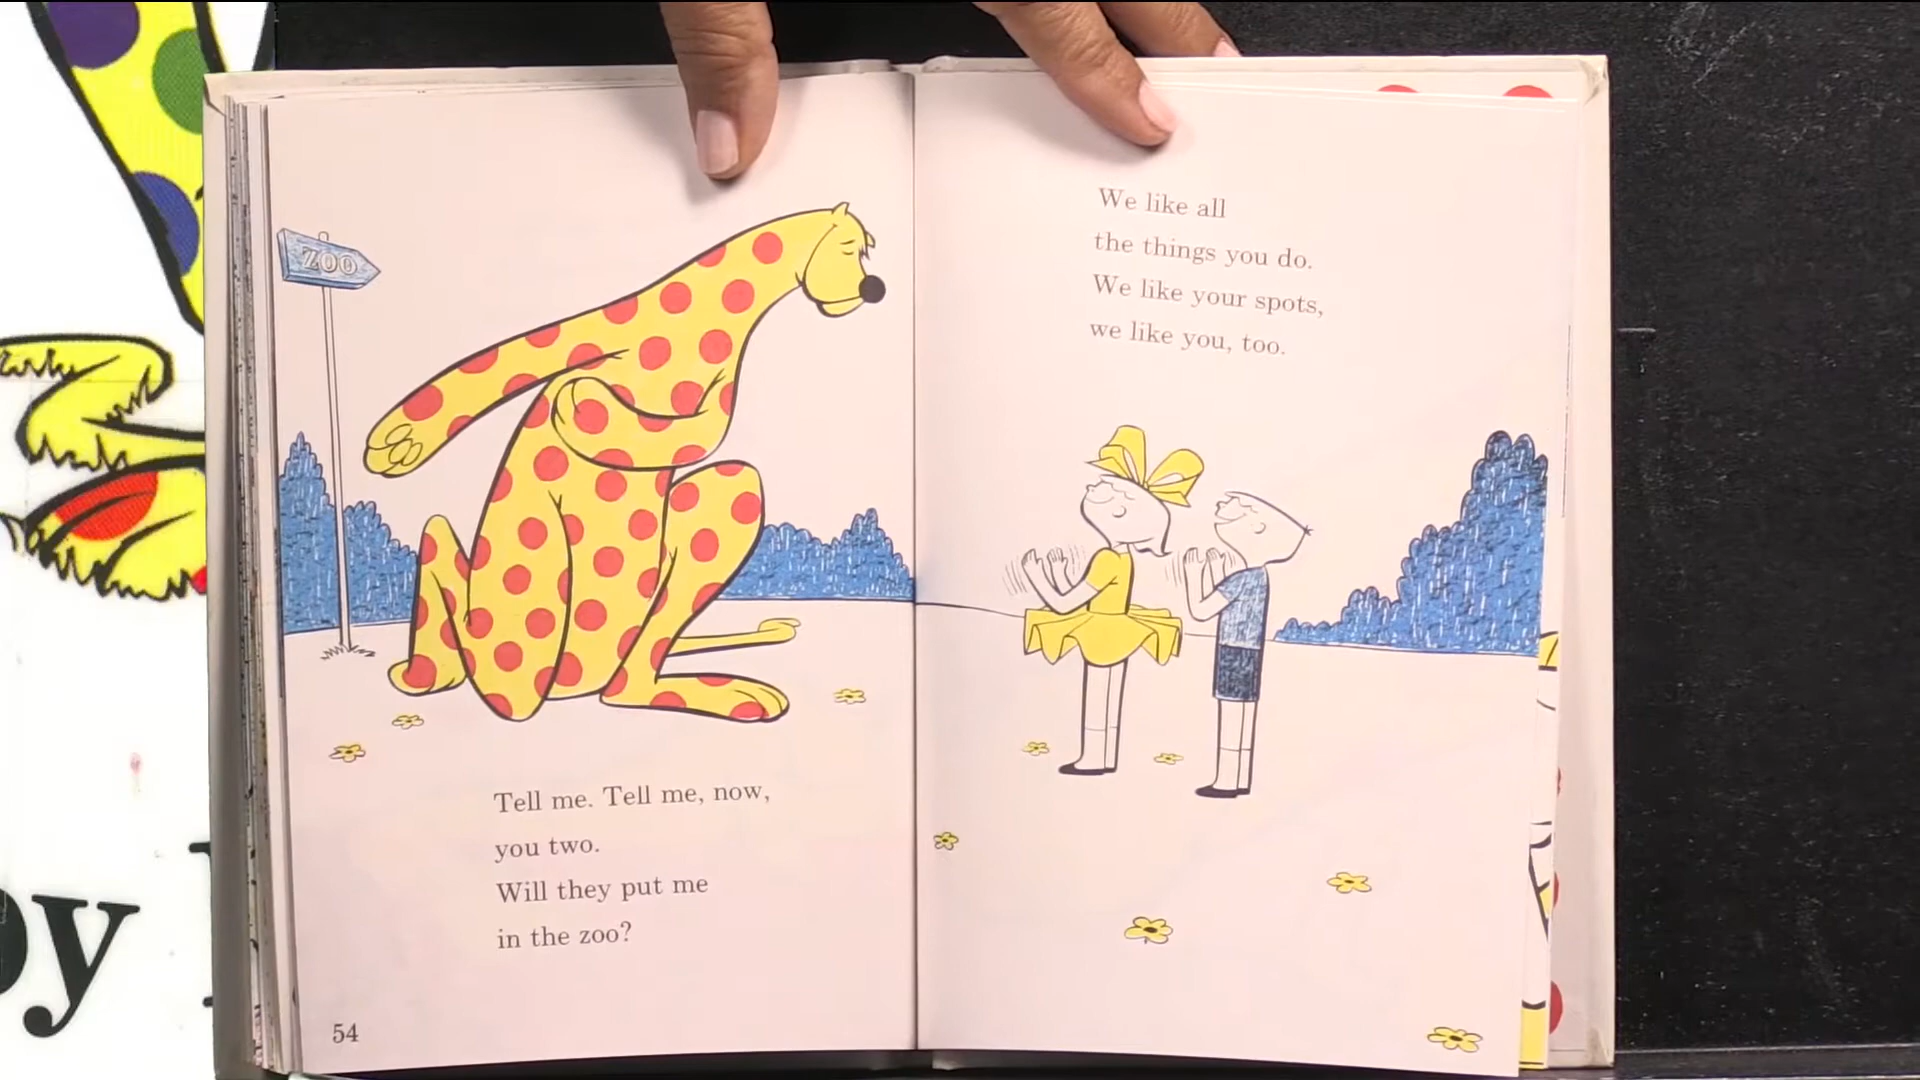 ZOO
Tell me. Tell me, now,
you two.
Will they put me
in the zoo?
54
We like all
the things you do.
We like your spots,
we like you, too.
by